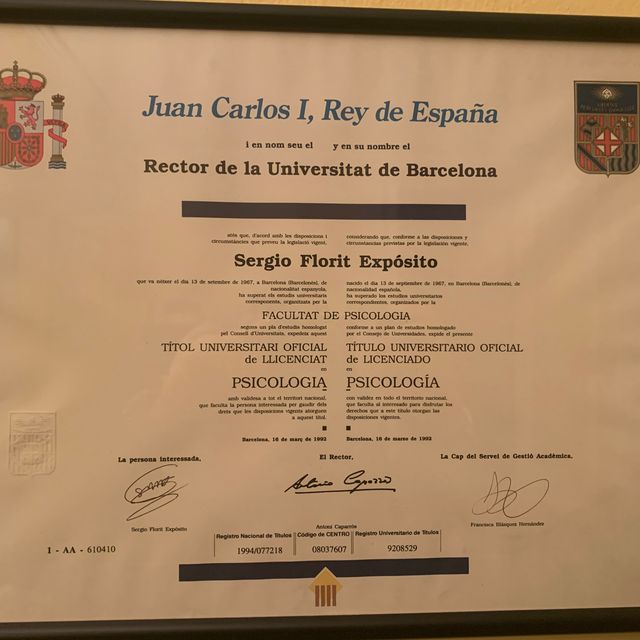 Juan Carlos I, Rey de España
i en nom seu el y en su nombre el
Rector de la Universitat de Barcelona
atès que, d'acord amb les disposicions i
circumstàncies que preveu la legislació vigent,
considerando que, conforme a las disposiciones y
circunstancias previstas por la legislación vigente,
Sergio Florit Expósito
que va néixer el dia 13 de setembre de 1967, a Barcelona (Barcelonès), de
nacionalitat espanyola,
ha superat els estudis universitaris
corresponents, organitzats per la
nacido el día 13 de septiembre de 1967, en Barcelona (Barcelonès), de
nacionalidad española,
ha superado los estudios universitarios
correspondientes, organizados por la
FACULTAT DE PSICOLOGIA
segons un pla d'estudis homologat
pel Consell d'Universitats, expedeix aquest
conforme a un plan de estudios homologado
por el Consejo de Universidades, expide el presente
TÍTOL UNIVERSITARI OFICIAL
de LLICENCIAT
TÍTULO UNIVERSITARIO OFICIAL
de LICENCIADO
en
en
PSICOLOGIA
PSICOLOGÍA
amb validesa a tot el territori nacional,
que faculta la persona interessada per gaudir dels
drets que les disposicions vigents atorguen
a aquest títol.
con validez en todo el territorio nacional,
que faculta al interesado para disfrutar los
derechos que a este título otorgan las
disposiciones vigentes.
Barcelona, 16 de març de 1992
Barcelona, 16 de marzo de 1992
La persona interessada,
El Rector,
La Cap del Servei de Gestió Acadèmica,
Sergio Florit Expósito
Antoni Caparrós
Francisca Blázquez Hernández
1 - AA - 610410
Registro Nacional de Títulos
Código de CENTRO
Registro Universitario de Títulos
1994/077218
08037607
9208529